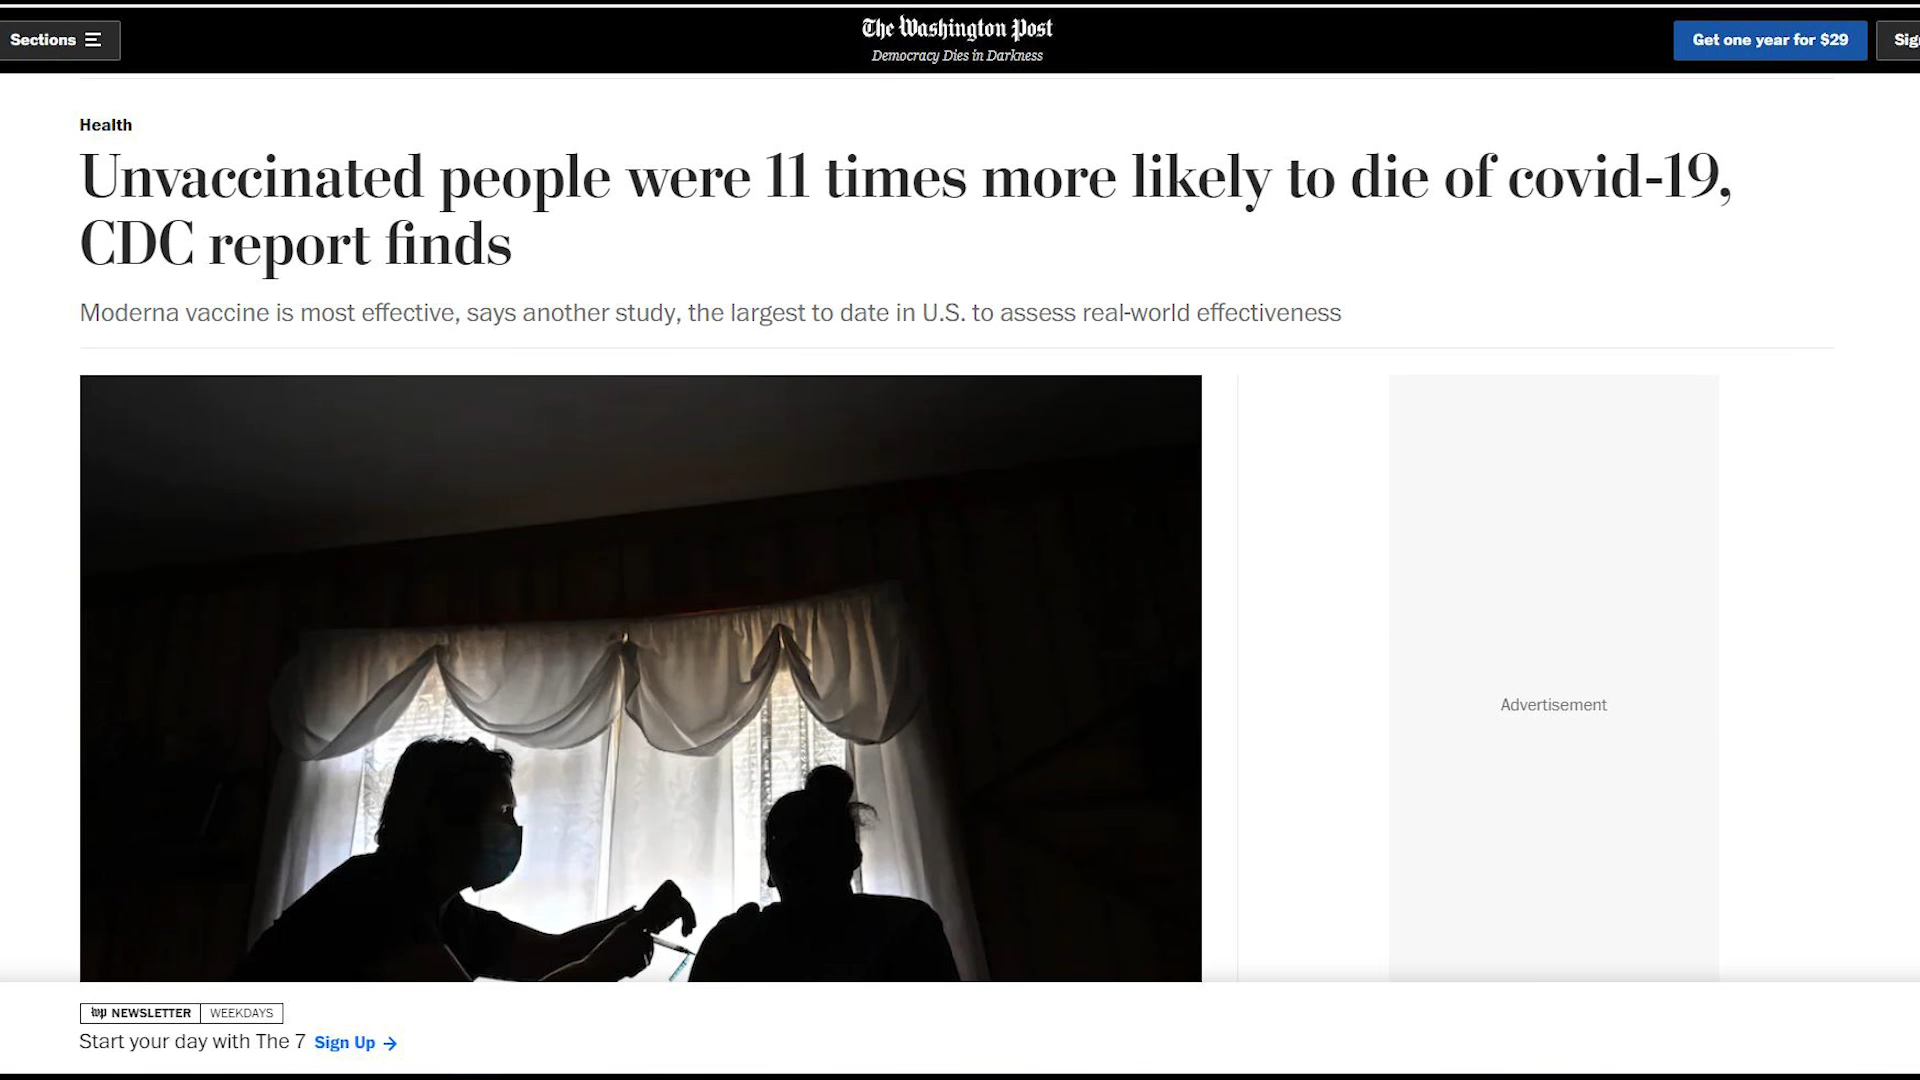 Sections
The Washington Post
Democracy Dies in Darkness
Get one year for $29
Sig
Health
Unvaccinated people were 11 times more likely to die of covid-19,
CDC report finds
Moderna vaccine is most effective, says another study, the largest to date in U.S. to assess real-world effectiveness
Advertisement
wp NEWSLETTER WEEKDAYS
Start your day with The 7 Sign Up →